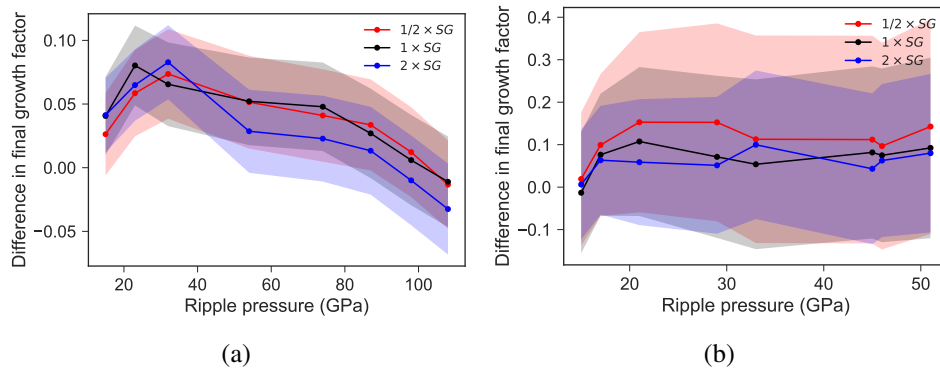 Difference in final growth factor
0.10
0.05
0.00
−0.05
20 40 60 80 100
Ripple pressure (GPa)
1/2 × SG
1 × SG
2 × SG
(a)
Difference in final growth factor
0.4
0.3
0.2
0.1
0.0
−0.1
20 30 40 50
Ripple pressure (GPa)
1/2 × SG
1 × SG
2 × SG
(b)